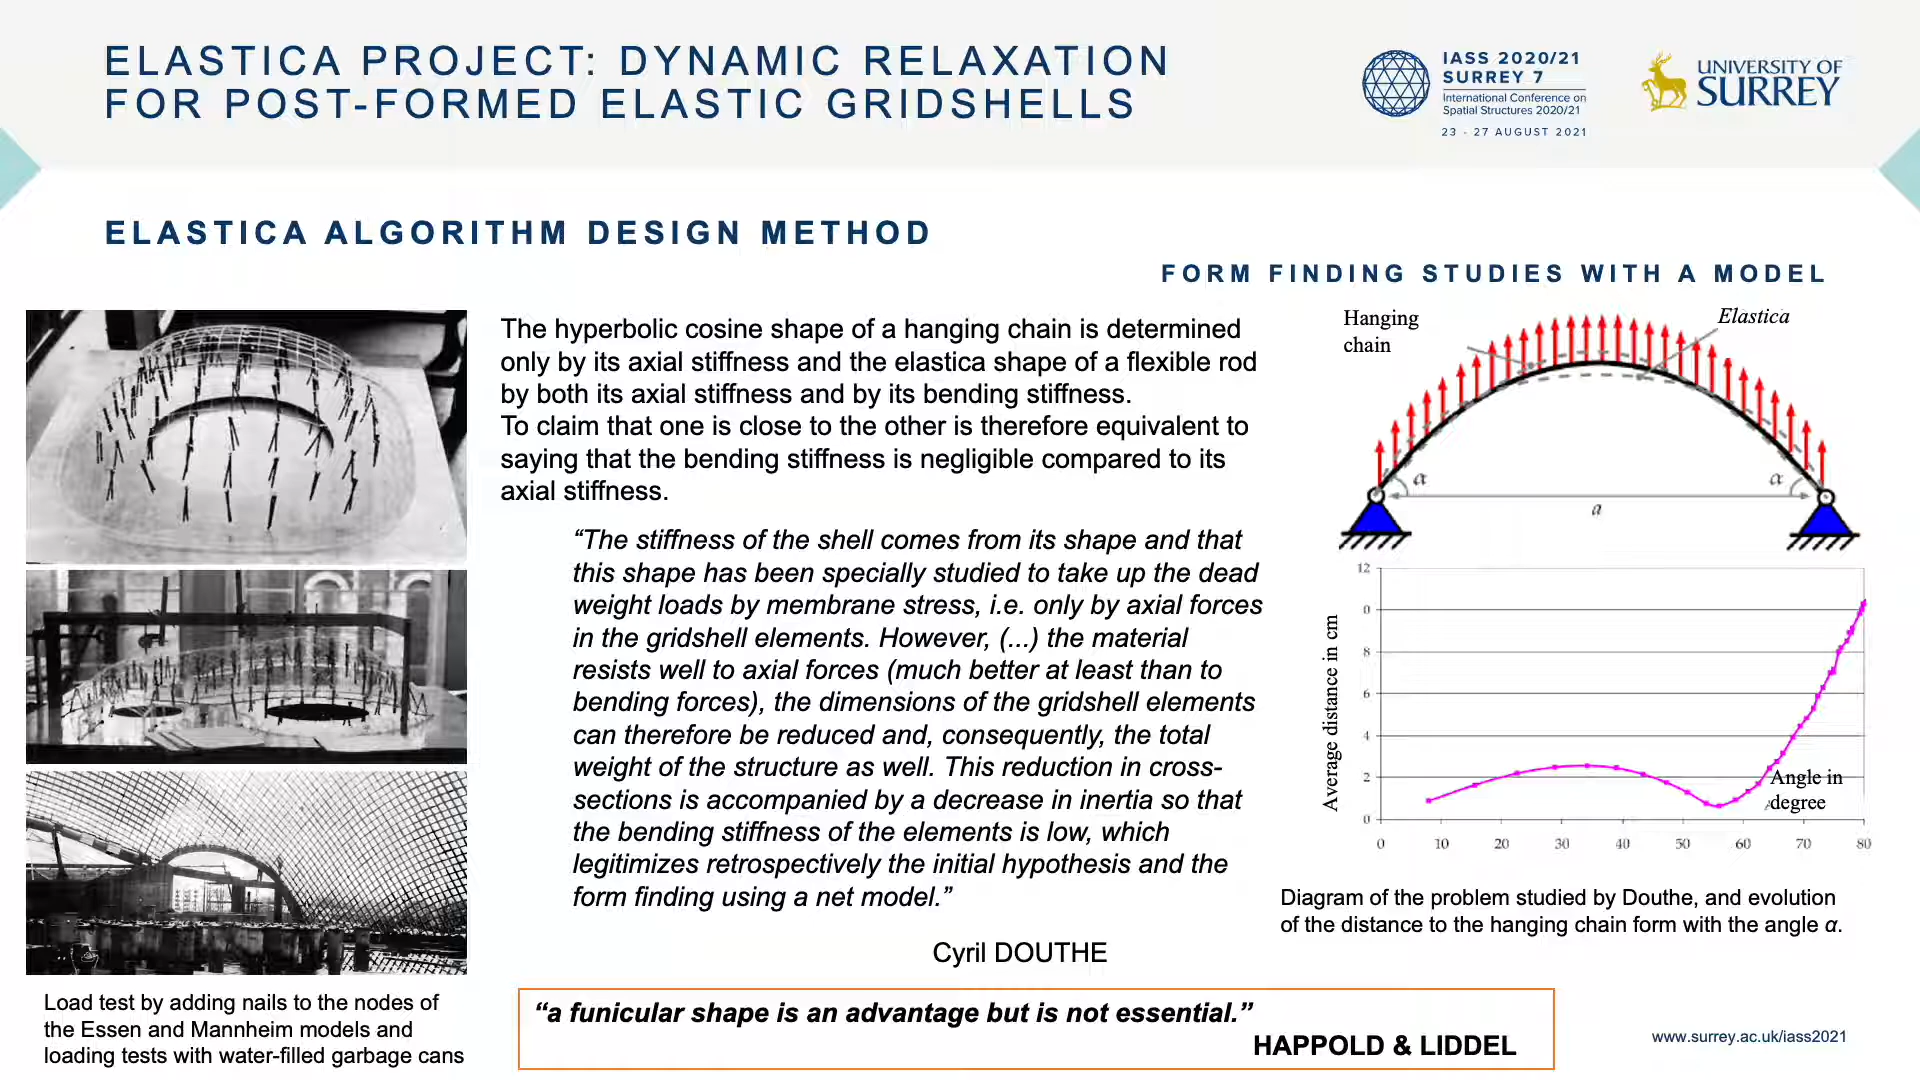 ELASTICA PROJECT: DYNAMIC RELAXATION
FOR POST-FORMED ELASTIC GRIDSHELLS
IASS 2020/21
SURREY 7
International Conference on
Spatial Structures 2020/21
23 - 27 AUGUST 2021
UNIVERSITY OF
SURREY
ELASTICA ALGORITHM DESIGN METHOD
FORM FINDING STUDIES WITH A MODEL
The hyperbolic cosine shape of a hanging chain is determined
only by its axial stiffness and the elastica shape of a flexible rod
by both its axial stiffness and by its bending stiffness.
To claim that one is close to the other is therefore equivalent to
saying that the bending stiffness is negligible compared to its
axial stiffness.
“The stiffness of the shell comes from its shape and that
this shape has been specially studied to take up the dead
weight loads by membrane stress, i.e. only by axial forces
in the gridshell elements. However, (...) the material
resists well to axial forces (much better at least than to
bending forces), the dimensions of the gridshell elements
can therefore be reduced and, consequently, the total
weight of the structure as well. This reduction in cross-
sections is accompanied by a decrease in inertia so that
the bending stiffness of the elements is low, which
legitimizes retrospectively the initial hypothesis and the
form finding using a net model.”
Cyril DOUTHE
“a funicular shape is an advantage but is not essential.”
HAPPOLD & LIDDEL
Hanging
chain
Elastica
α
α
a
Average distance in cm
12
0
8
6
4
2
0
0 10 20 30 40 50 60 70 80
Angle in
degree
Diagram of the problem studied by Douthe, and evolution
of the distance to the hanging chain form with the angle α.
Load test by adding nails to the nodes of
the Essen and Mannheim models and
loading tests with water-filled garbage cans
www.surrey.ac.uk/iass2021